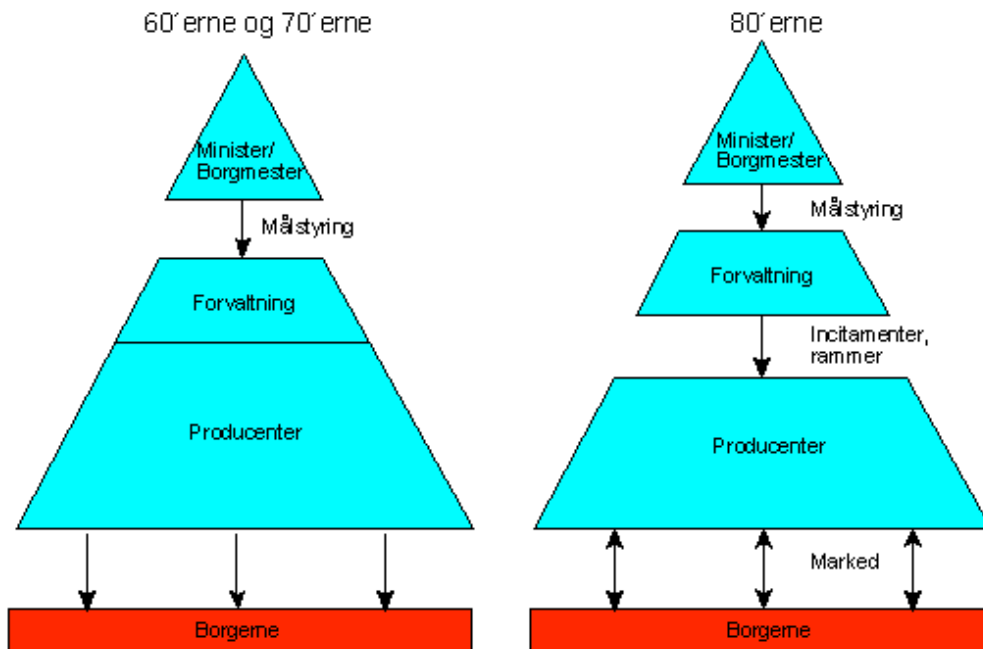 60´erne og 70´erne
Minister/
Borgmester
Målstyring
Forvaltning
Producenter
Borgerne
80´erne
Minister/
Borgmester
Målstyring
Forvaltning
Incitamenter,
rammer
Producenter
Marked
Borgerne